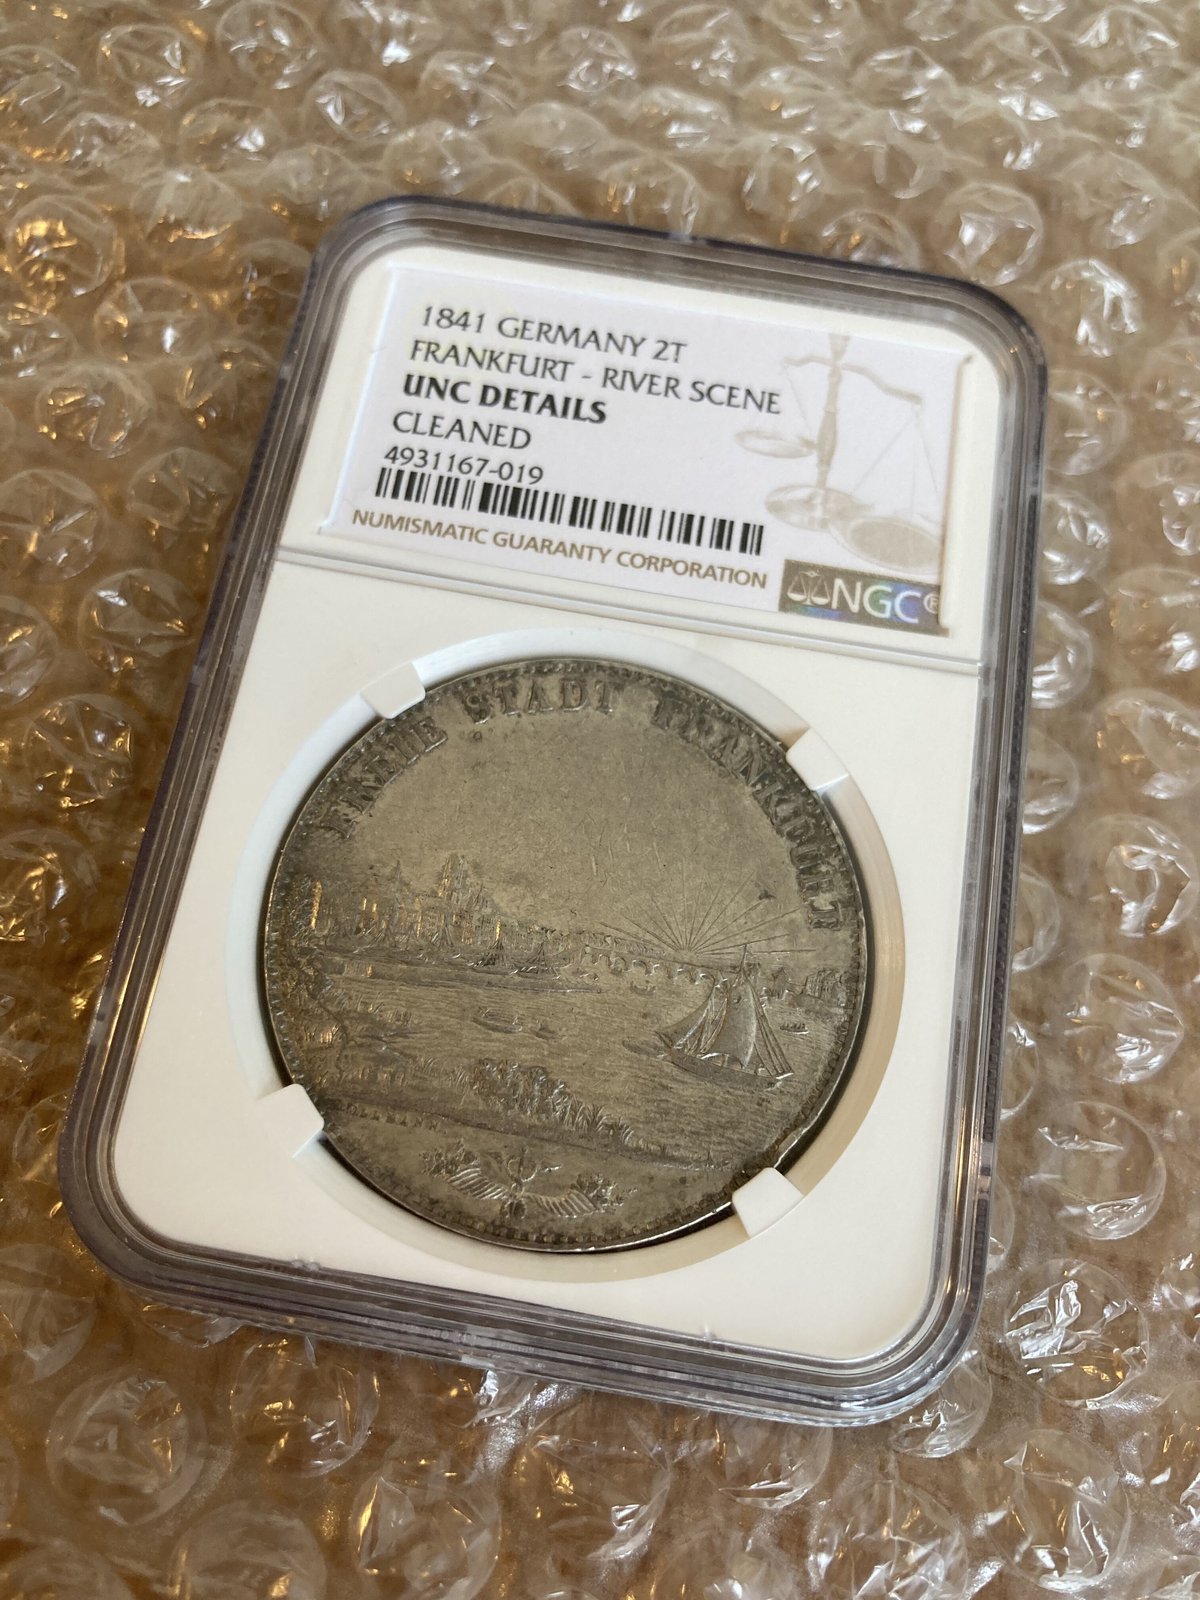 1841 GERMANY 2T
FRANKFURT - RIVER SCENE
UNC DETAILS
CLEANED
4931167-019
NUMISMATIC GUARANTY CORPORATION
NGC®
FREIE STADT FRANKFURT